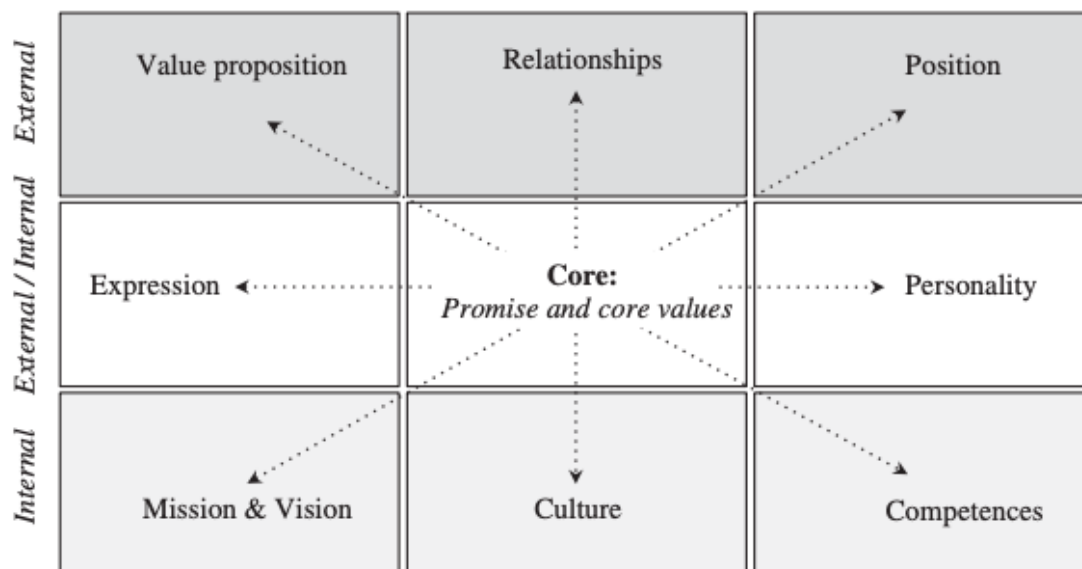 External
Value proposition
Relationships
Position
External / Internal
Expression
Core:
Promise and core values
Personality
Internal
Mission & Vision
Culture
Competences